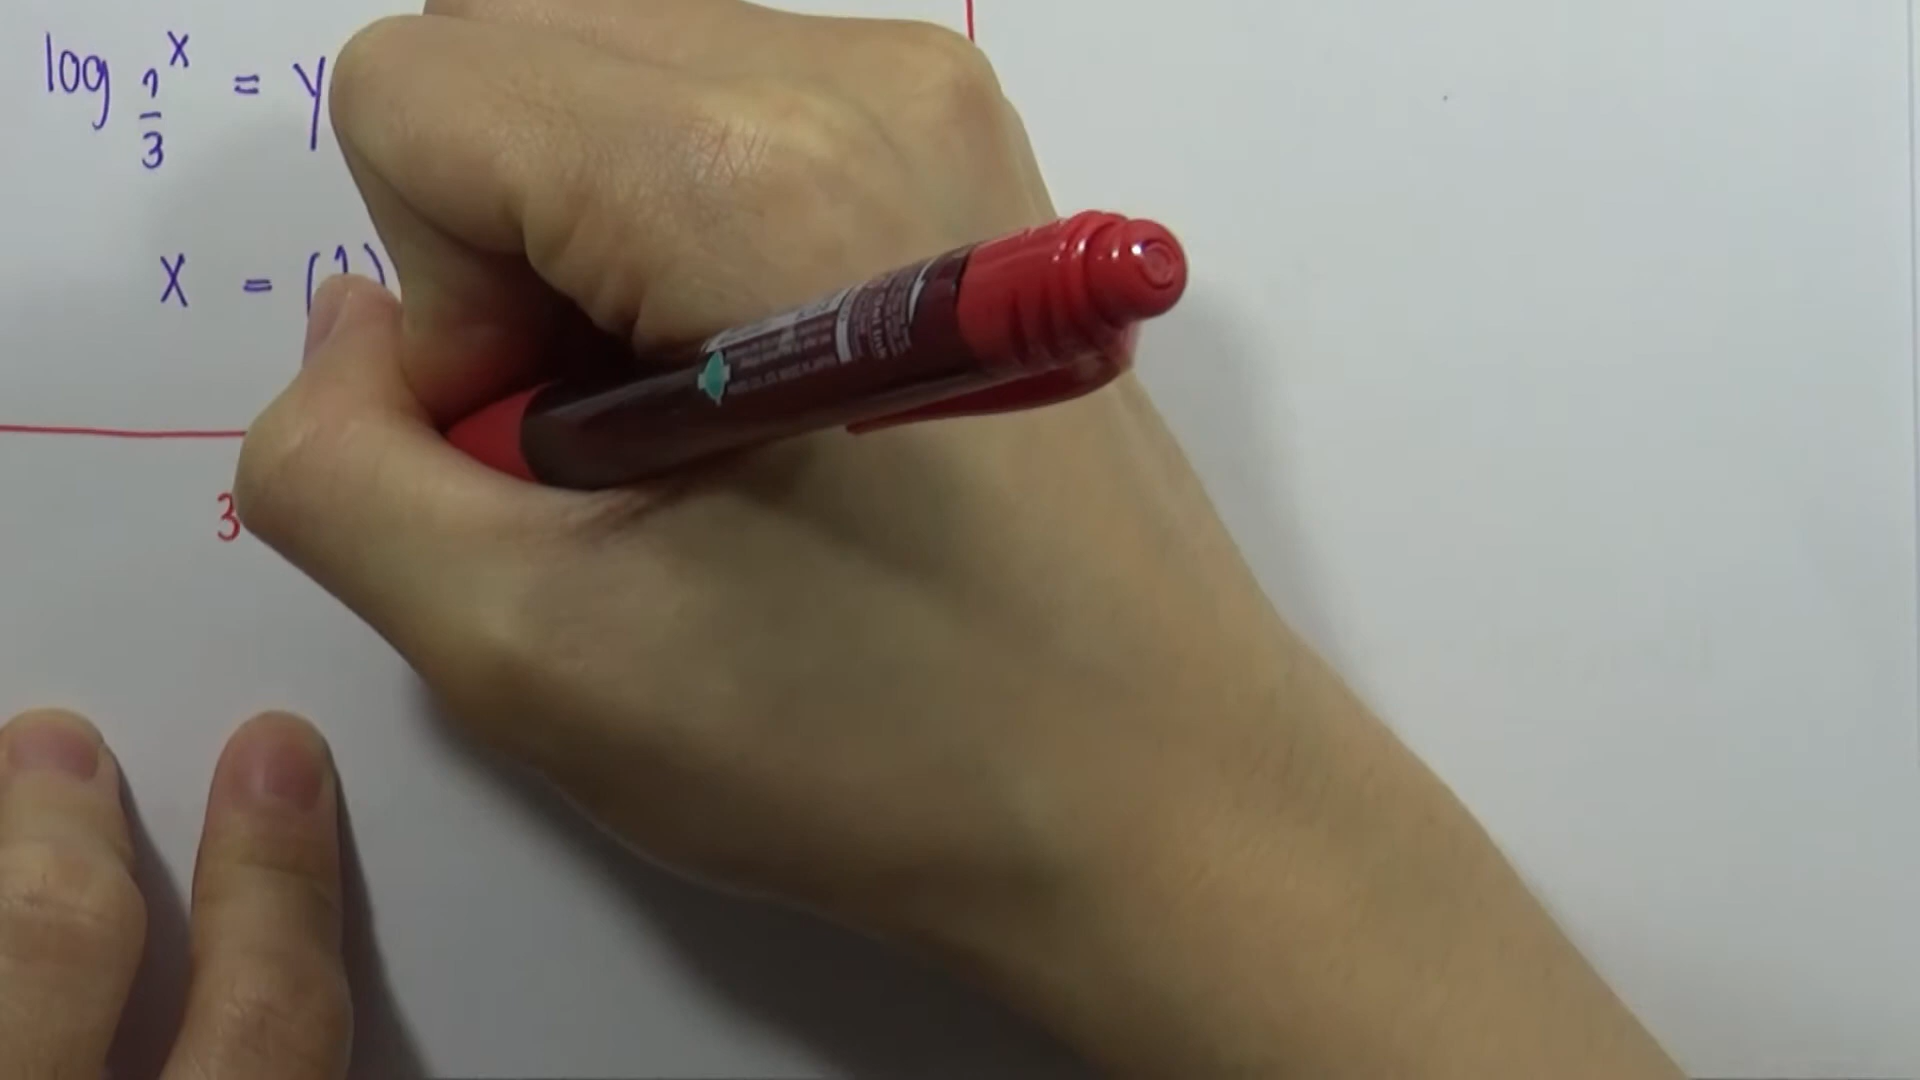 log 1/3 x = y
x = (1)
3